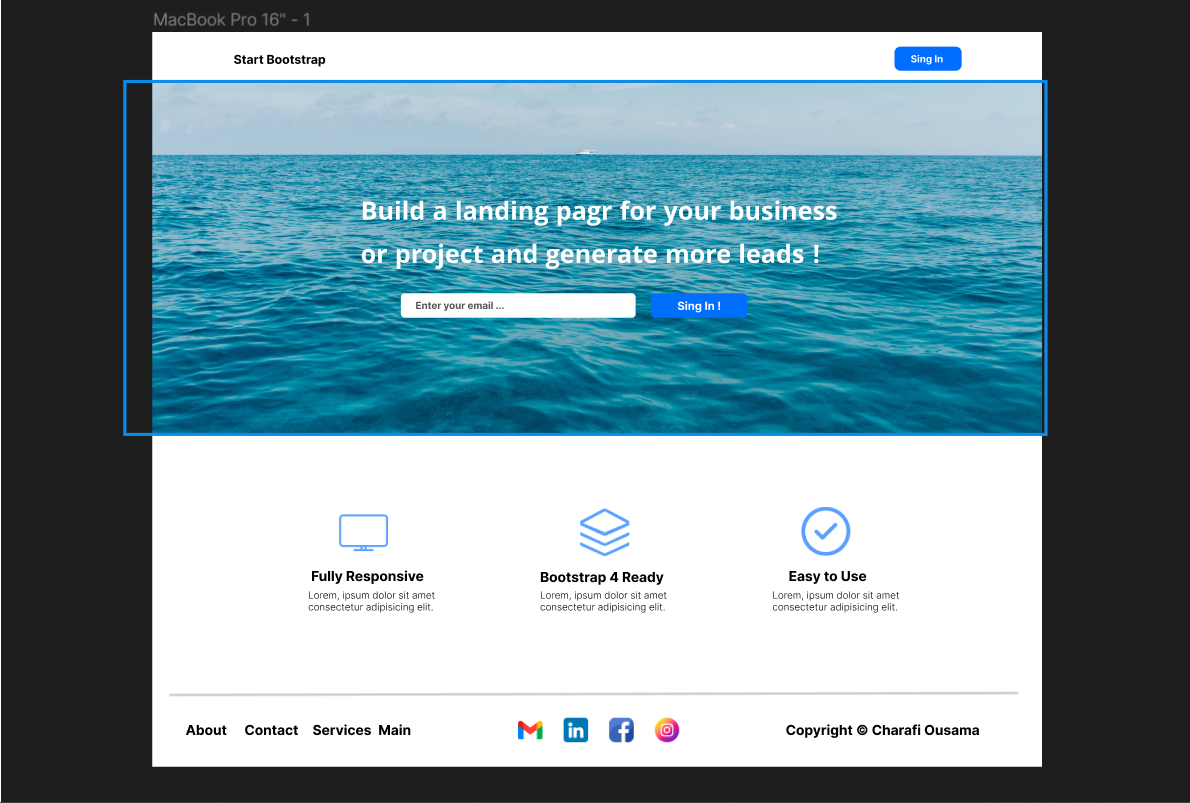 MacBook Pro 16" - 1
Start Bootstrap
Sing In
Build a landing pagr for your business
or project and generate more leads !
Enter your email ...
Sing In !
Fully Responsive
Lorem, ipsum dolor sit amet
consectetur adipisicing elit.
Bootstrap 4 Ready
Lorem, ipsum dolor sit amet
consectetur adipisicing elit.
Easy to Use
Lorem, ipsum dolor sit amet
consectetur adipisicing elit.
About Contact Services Main
in
f
Copyright © Charafi Ousama